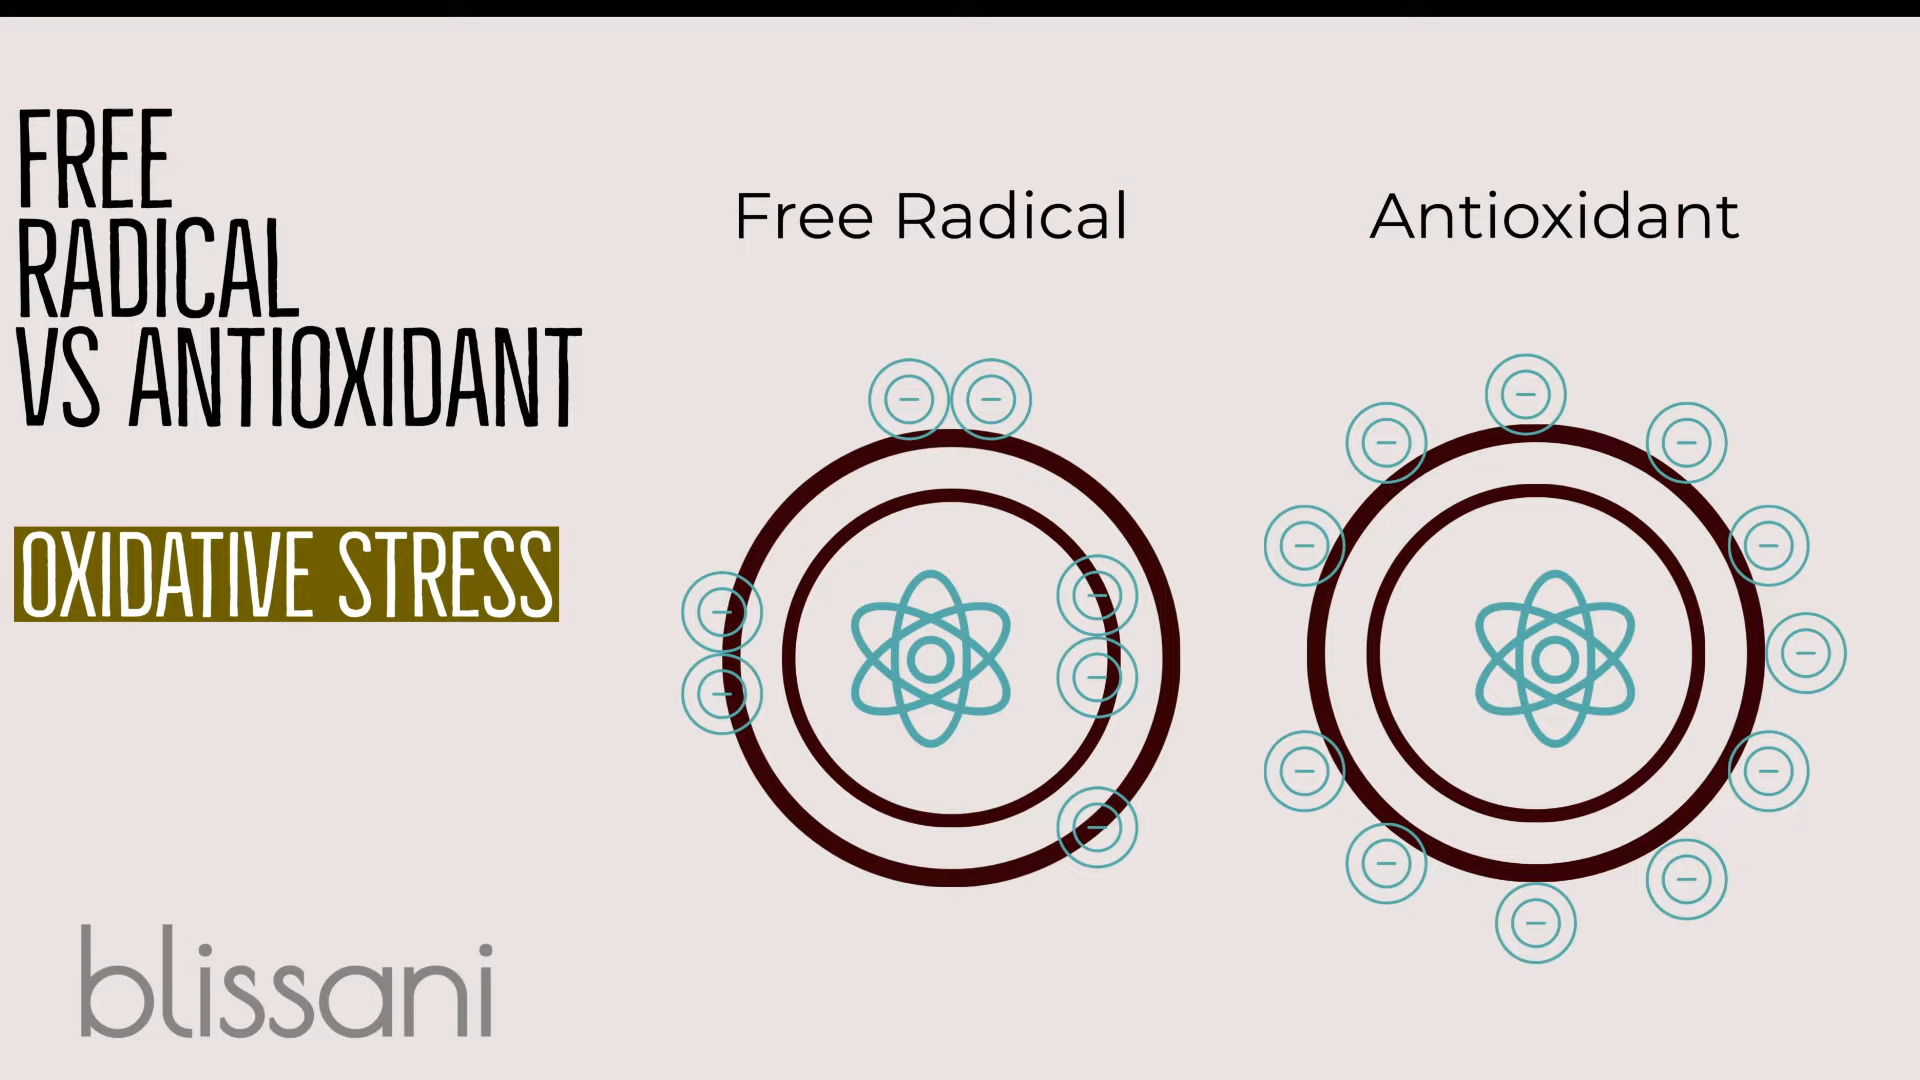 FREE
RADICAL
VS ANTIOXIDANT
OXIDATIVE STRESS
Free Radical
Antioxidant
blissani